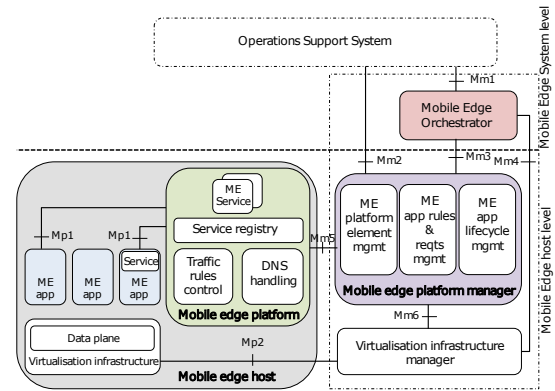 Operations Support System
Mobile Edge System level
Mm1
Mobile Edge
Orchestrator
Mm2
Mm3
Mm4
ME
Service
Service registry
Traffic
rules
control
DNS
handling
Mobile edge platform
Mp1
Mp1
Service
ME
app
ME
app
ME
app
Mm5
ME
platform
element
mgmt
ME
app rules
&
reqts
mgmt
ME
app
lifecycle
mgmt
Mobile edge platform manager
Mobile Edge host level
Mm6
Data plane
Virtualisation infrastructure
Mp2
Mobile edge host
Virtualisation infrastructure
manager